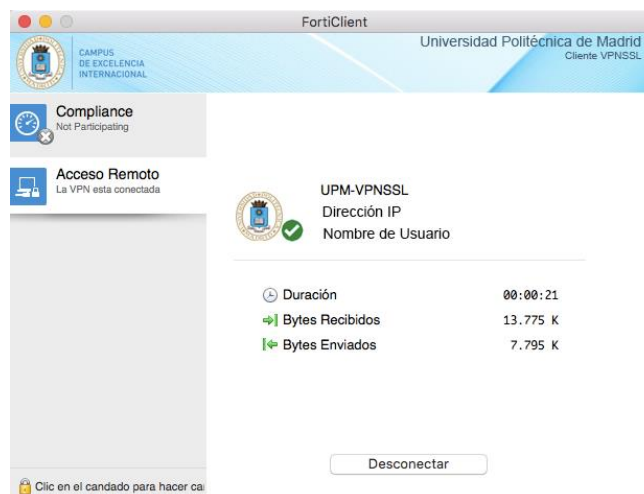 FortiClient
CAMPUS
DE EXCELENCIA
INTERNACIONAL
Universidad Politécnica de Madrid
Cliente VPNSSL
Compliance
Not Participating
Acceso Remoto
La VPN esta conectada
UPM-VPNSSL
Dirección IP
Nombre de Usuario
Duración 00:00:21
Bytes Recibidos 13.775 K
Bytes Enviados 7.795 K
Desconectar
Clic en el candado para hacer